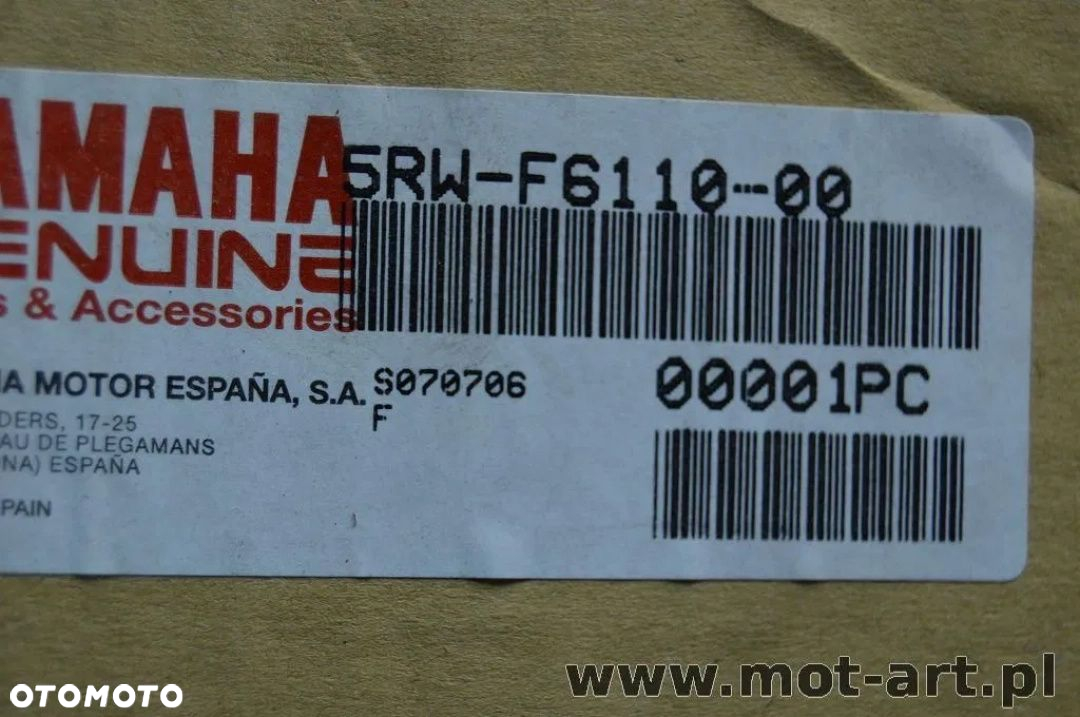 AMAHA
5RW-F6110-00
ENUINE
s & Accessories
IA MOTOR ESPAÑA, S.A.
S070706
F
00001PC
DERS, 17-25
AU DE PLEGAMANS
NA) ESPAÑA
PAIN
www.mot-art.pl
OTOMOTO